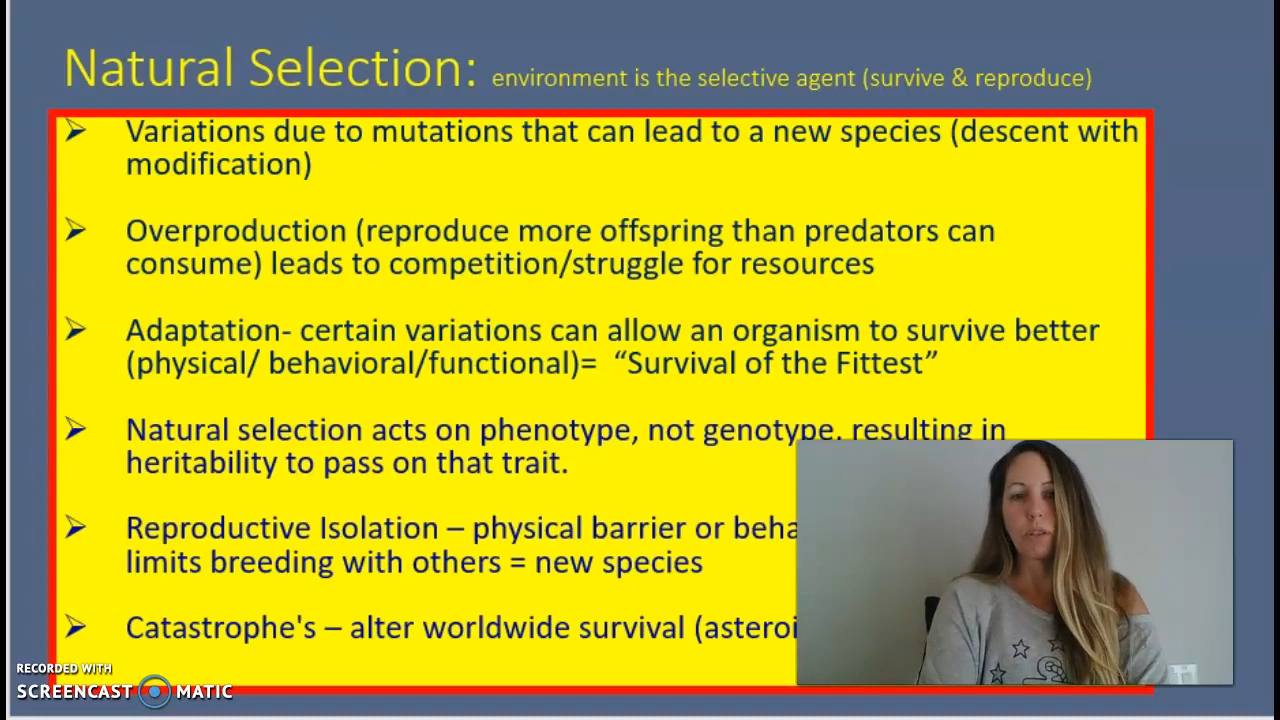 Natural Selection: environment is the selective agent (survive & reproduce)
➢ Variations due to mutations that can lead to a new species (descent with
modification)
➢ Overproduction (reproduce more offspring than predators can
consume) leads to competition/struggle for resources
➢ Adaptation- certain variations can allow an organism to survive better
(physical/ behavioral/functional)= “Survival of the Fittest”
➢ Natural selection acts on phenotype, not genotype, resulting in
heritability to pass on that trait.
➢ Reproductive Isolation – physical barrier or
limits breeding with others = new species
➢ Catastrophe's – alter worldwide survival
RECORDED WITH
SCREENCAST MATIC